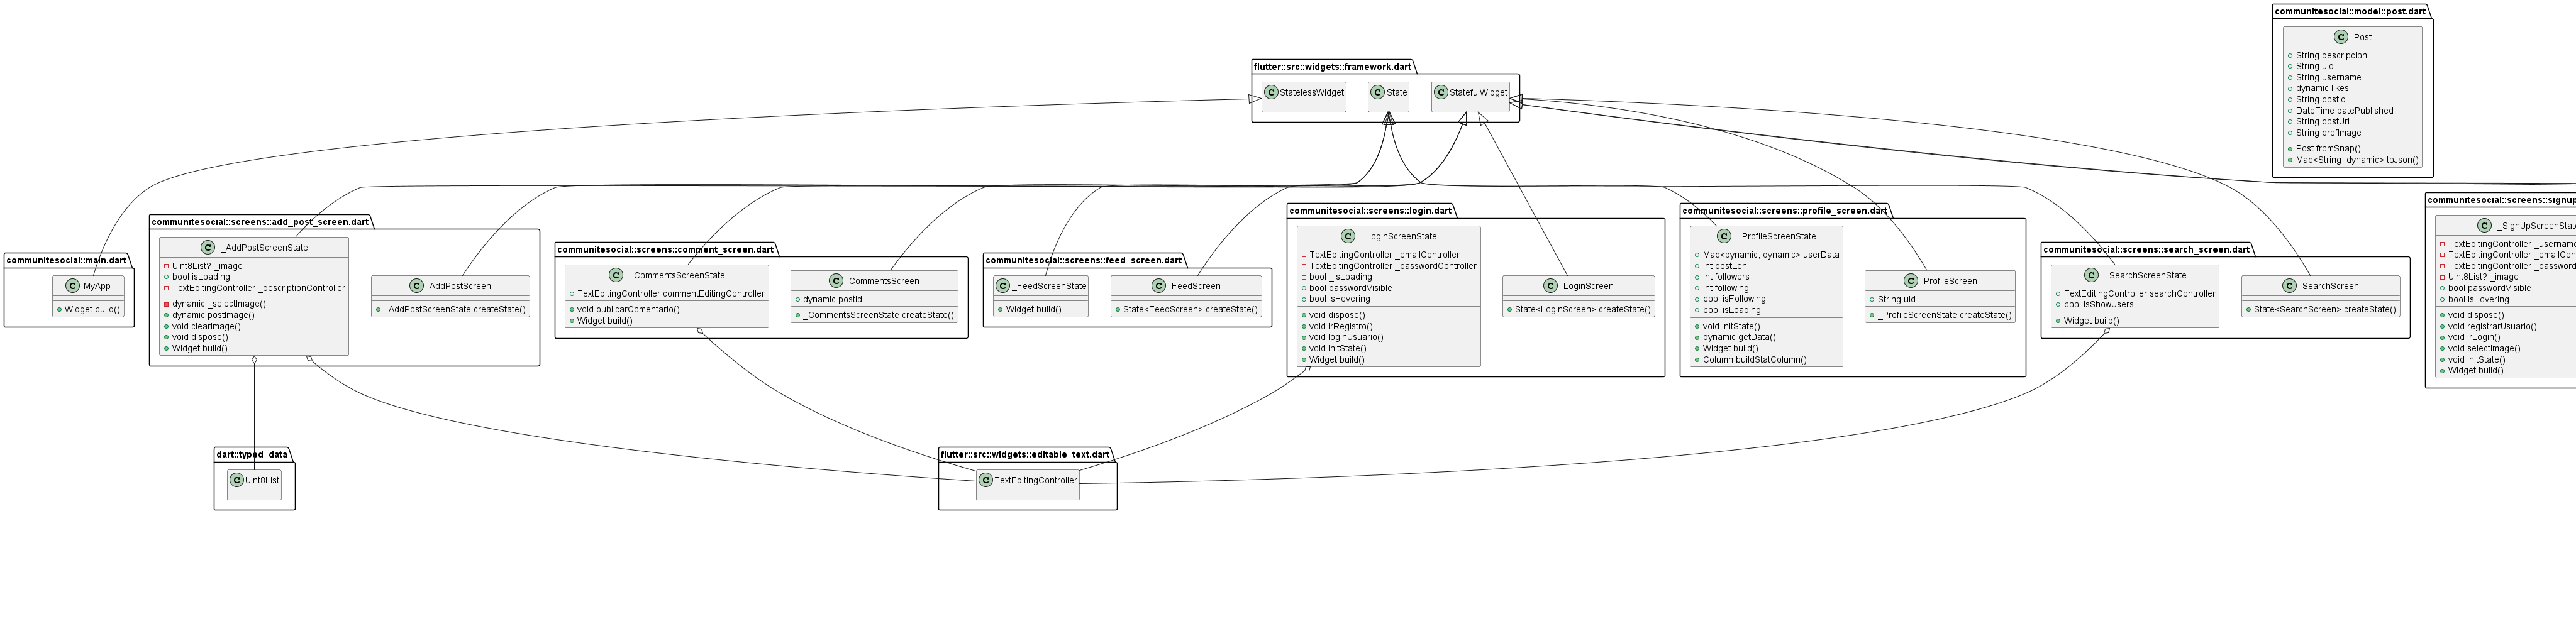 communitesocial::model::post.dart
C Post
String descripcion
String uid
String username
dynamic likes
String postId
DateTime datePublished
String postUrl
String profImage
Post fromSnap()
Map<String, dynamic> toJson()
flutter::src::widgets::framework.dart
C StatelessWidget
C State
C StatefulWidget
communitesocial::main.dart
C MyApp
Widget build()
communitesocial::screens::add_post_screen.dart
C _AddPostScreenState
Uint8List? _image
bool isLoading
TextEditingController _descriptionController
dynamic _selectImage()
dynamic postImage()
void clearImage()
void dispose()
Widget build()
C AddPostScreen
_AddPostScreenState createState()
communitesocial::screens::comment_screen.dart
C _CommentsScreenState
TextEditingController commentEditingController
void publicarComentario()
Widget build()
C CommentsScreen
dynamic postId
_CommentsScreenState createState()
communitesocial::screens::feed_screen.dart
C _FeedScreenState
Widget build()
C FeedScreen
State<FeedScreen> createState()
communitesocial::screens::login.dart
C _LoginScreenState
TextEditingController _emailController
TextEditingController _passwordController
bool _isLoading
bool passwordVisible
bool isHovering
void dispose()
void irRegistro()
void loginUsuario()
void initState()
Widget build()
C LoginScreen
State<LoginScreen> createState()
communitesocial::screens::profile_screen.dart
C _ProfileScreenState
Map<dynamic, dynamic> userData
int postLen
int followers
int following
bool isFollowing
bool isLoading
void initState()
dynamic getData()
Widget build()
Column buildStatColumn()
C ProfileScreen
String uid
_ProfileScreenState createState()
communitesocial::screens::search_screen.dart
C _SearchScreenState
TextEditingController searchController
bool isShowUsers
Widget build()
C SearchScreen
State<SearchScreen> createState()
communitesocial::screens::signup
C _SignUpScreenStat
TextEditingController _username
TextEditingController _emailCon
TextEditingController _password
Uint8List? _image
bool passwordVisible
bool isHovering
void dispose()
void registrarUsuario()
void irLogin()
void selectImage()
void initState()
Widget build()
dart::typed_data
C Uint8List
flutter::src::widgets::editable_text.dart
C TextEditingController